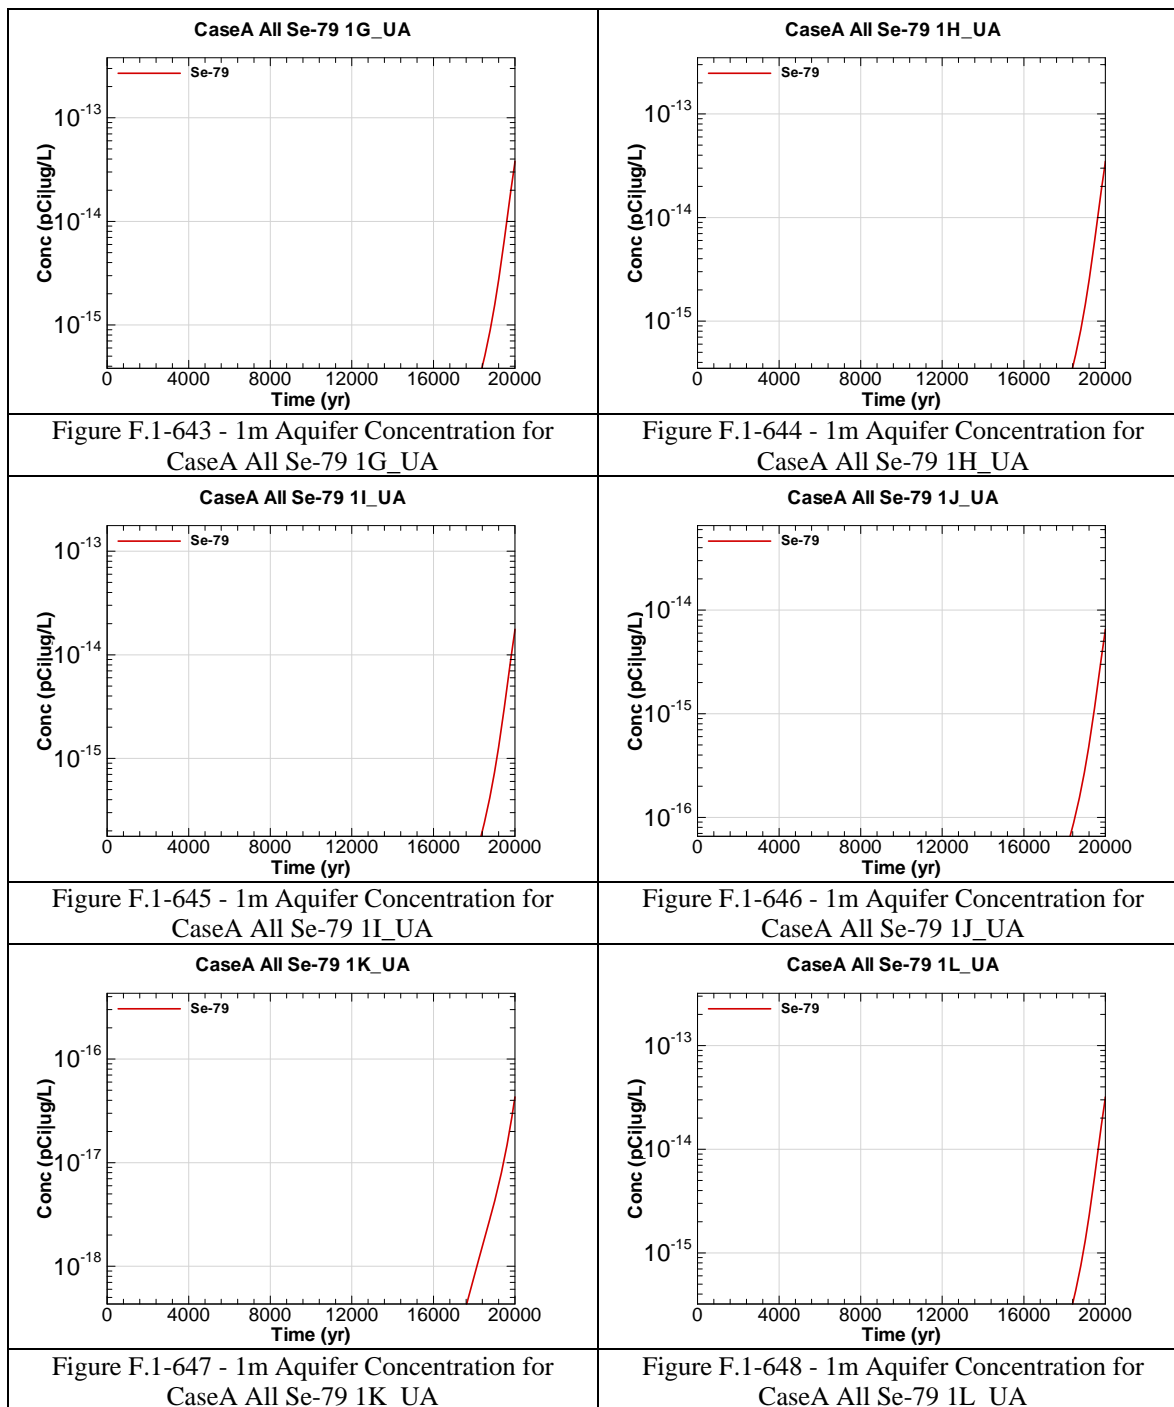 CaseA All Se-79 1G_UA
Se-79
10-13
10-14
10-15
Conc (pCi|ug/L)
0 4000 8000 12000 16000 20000
Time (yr)
Figure F.1-643 - 1m Aquifer Concentration for
CaseA All Se-79 1G_UA
CaseA All Se-79 1H_UA
Se-79
10-13
10-14
10-15
Conc (pCi|ug/L)
0 4000 8000 12000 16000 20000
Time (yr)
Figure F.1-644 - 1m Aquifer Concentration for
CaseA All Se-79 1H_UA
CaseA All Se-79 1I_UA
Se-79
10-13
10-14
10-15
Conc (pCi|ug/L)
0 4000 8000 12000 16000 20000
Time (yr)
Figure F.1-645 - 1m Aquifer Concentration for
CaseA All Se-79 1I_UA
CaseA All Se-79 1J_UA
Se-79
10-14
10-15
10-16
Conc (pCi|ug/L)
0 4000 8000 12000 16000 20000
Time (yr)
Figure F.1-646 - 1m Aquifer Concentration for
CaseA All Se-79 1J_UA
CaseA All Se-79 1K_UA
Se-79
10-16
10-17
10-18
Conc (pCi|ug/L)
0 4000 8000 12000 16000 20000
Time (yr)
Figure F.1-647 - 1m Aquifer Concentration for
CaseA All Se-79 1K_UA
CaseA All Se-79 1L_UA
Se-79
10-13
10-14
10-15
Conc (pCi|ug/L)
0 4000 8000 12000 16000 20000
Time (yr)
Figure F.1-648 - 1m Aquifer Concentration for
CaseA All Se-79 1L_UA